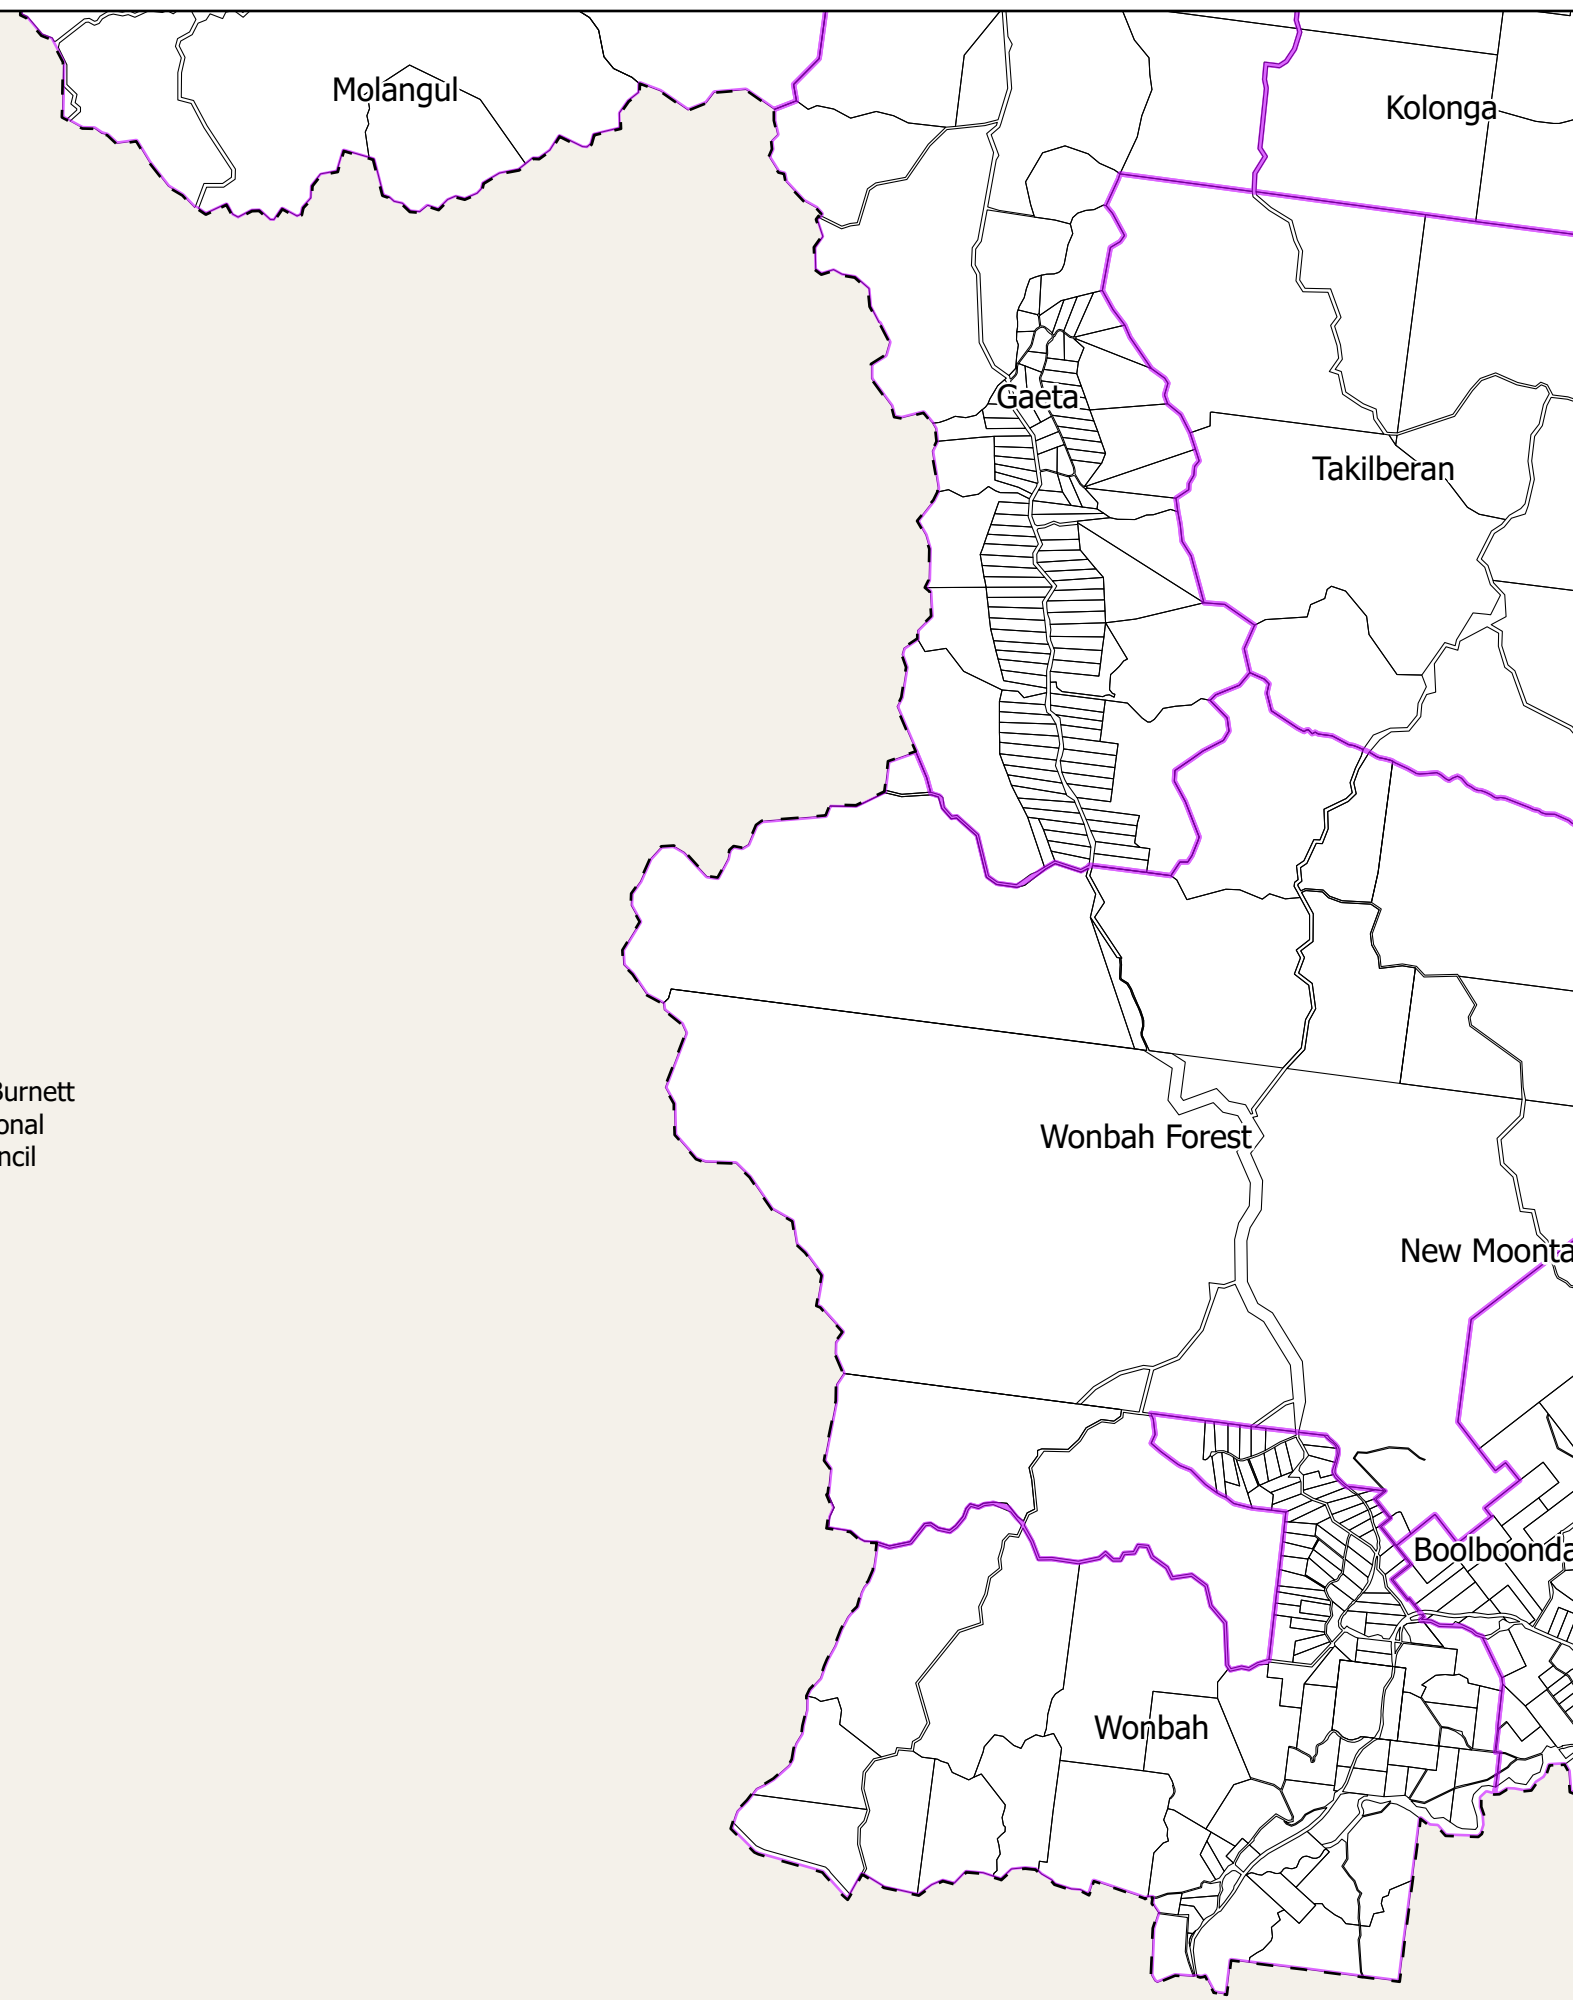 Molangul
Kolonga
Gaeta
Takilberan
Burnett
onal
ncil
Wonbah Forest
New Moonta
Boolboonda
Wonbah